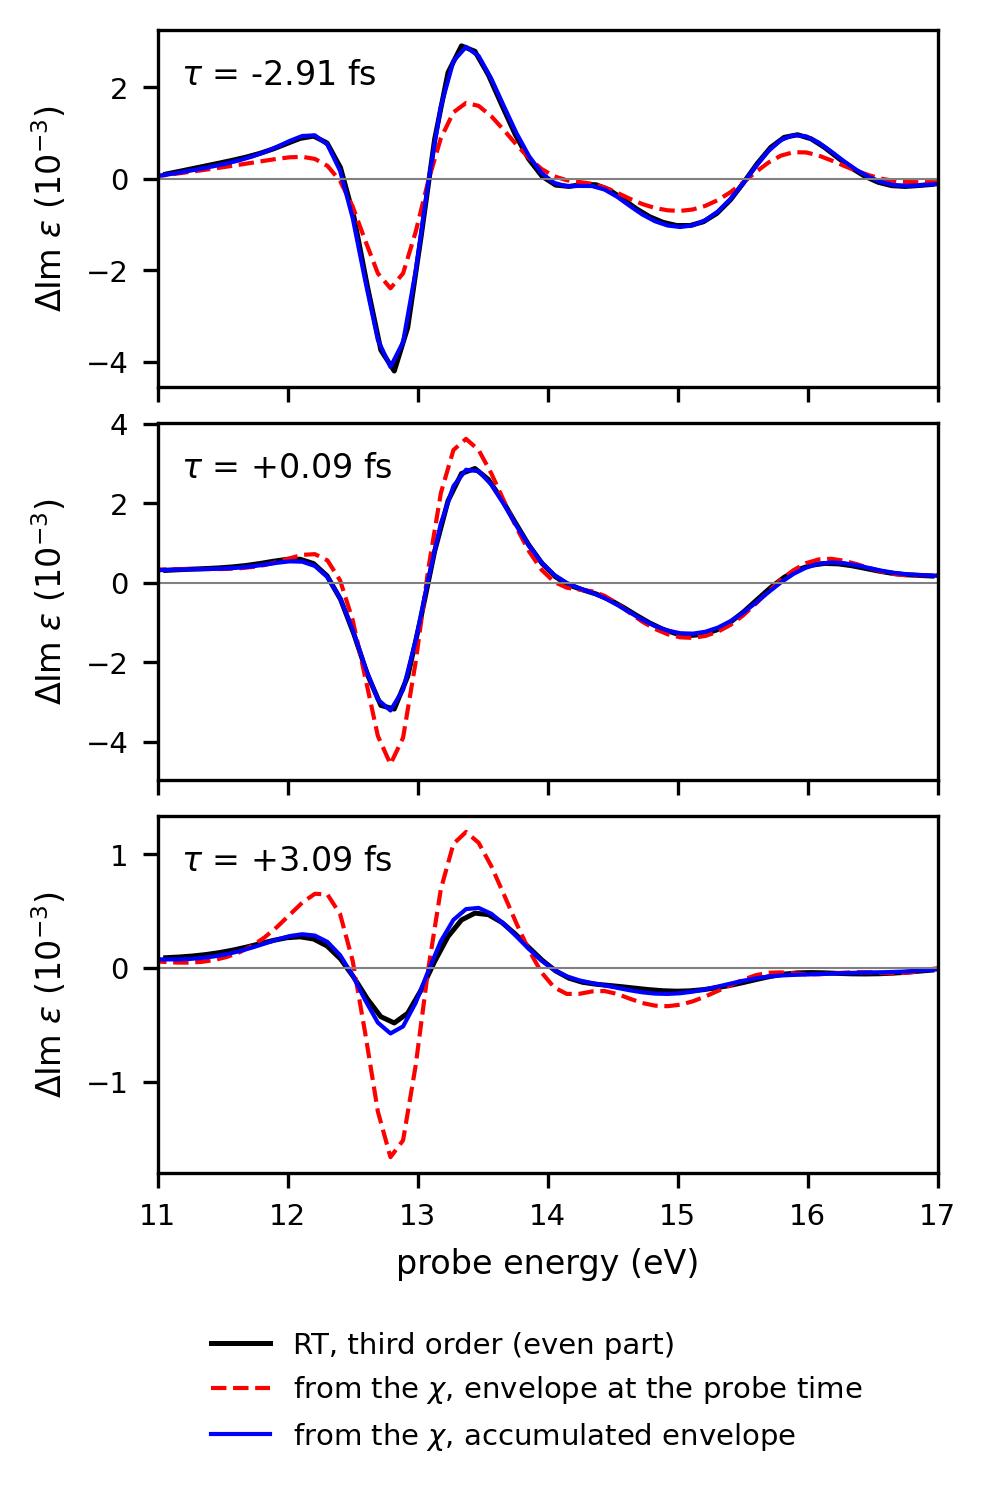 τ = -2.91 fs
ΔIm ε (10⁻³)
2
0
−2
−4
τ = +0.09 fs
ΔIm ε (10⁻³)
4
2
0
−2
−4
τ = +3.09 fs
ΔIm ε (10⁻³)
1
0
−1
11 12 13 14 15 16 17
probe energy (eV)
RT, third order (even part)
from the χ, envelope at the probe time
from the χ, accumulated envelope